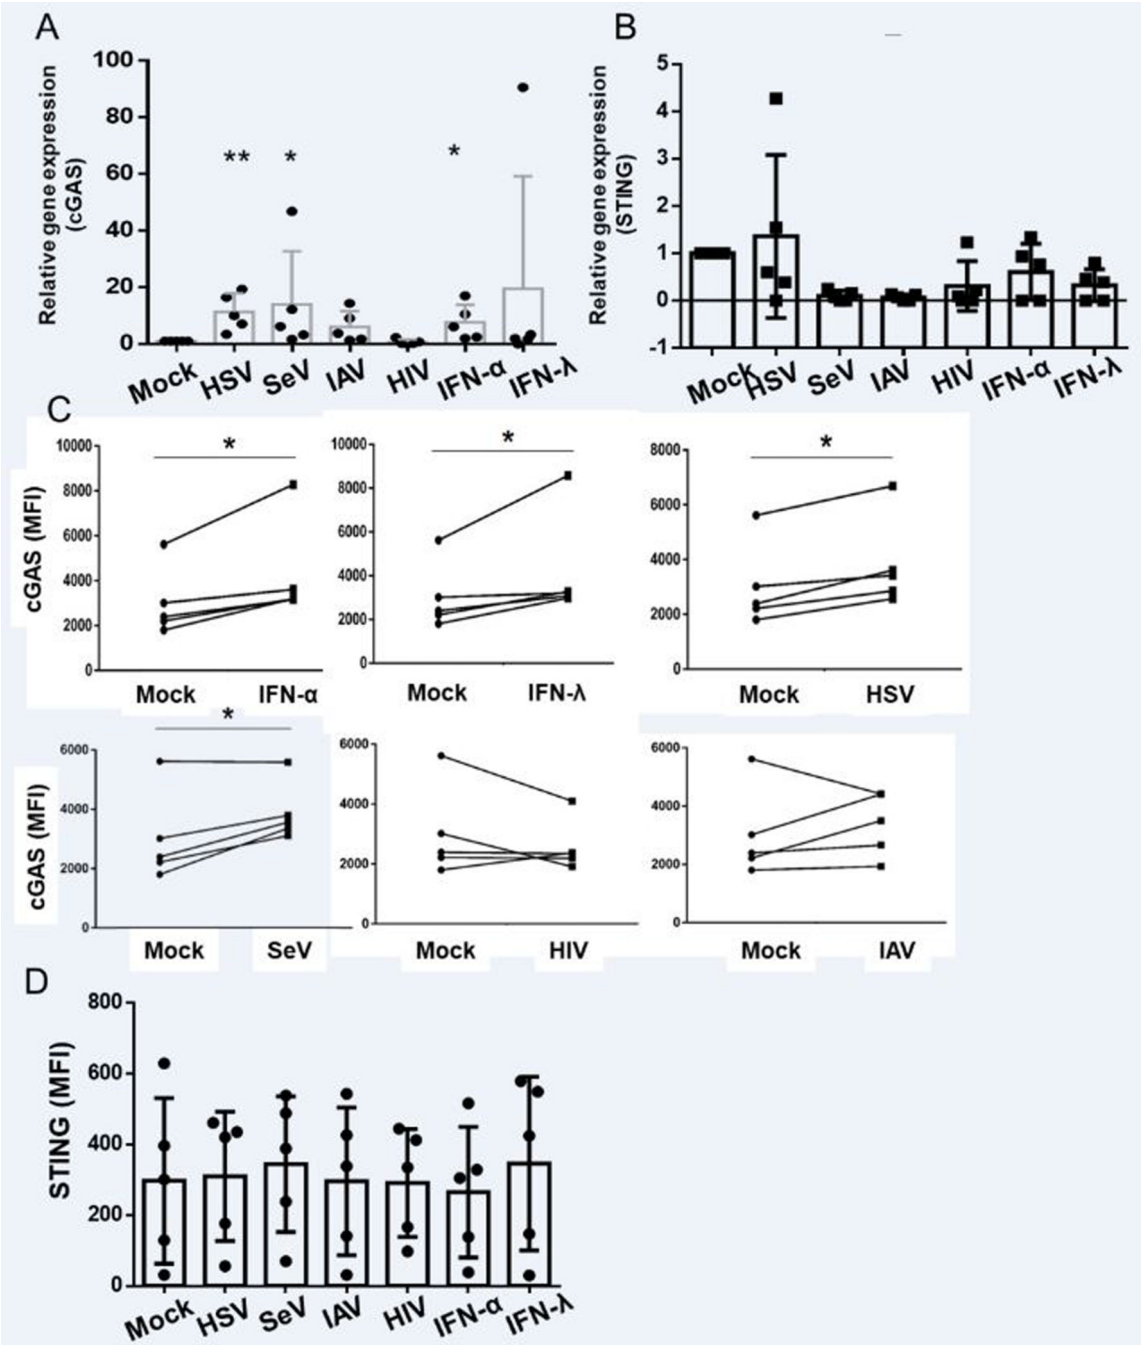 A
Relative gene expression
(cGAS)
100
80
60
40
20
0
** * *
Mock HSV SeV IAV HIV IFN-α IFN-λ
B
Relative gene expression
(STING)
5
4
3
2
1
0
-1
Mock HSV SeV IAV HIV IFN-α IFN-λ
C
cGAS (MFI)
10000
8000
6000
4000
2000
0
*
Mock IFN-α
10000
8000
6000
4000
2000
0
*
Mock IFN-λ
8000
6000
4000
2000
0
*
Mock HSV
cGAS (MFI)
6000
4000
2000
0
*
Mock SeV
6000
4000
2000
0
Mock HIV
6000
4000
2000
0
Mock IAV
D
STING (MFI)
800
600
400
200
0
Mock HSV SeV IAV HIV IFN-α IFN-λ